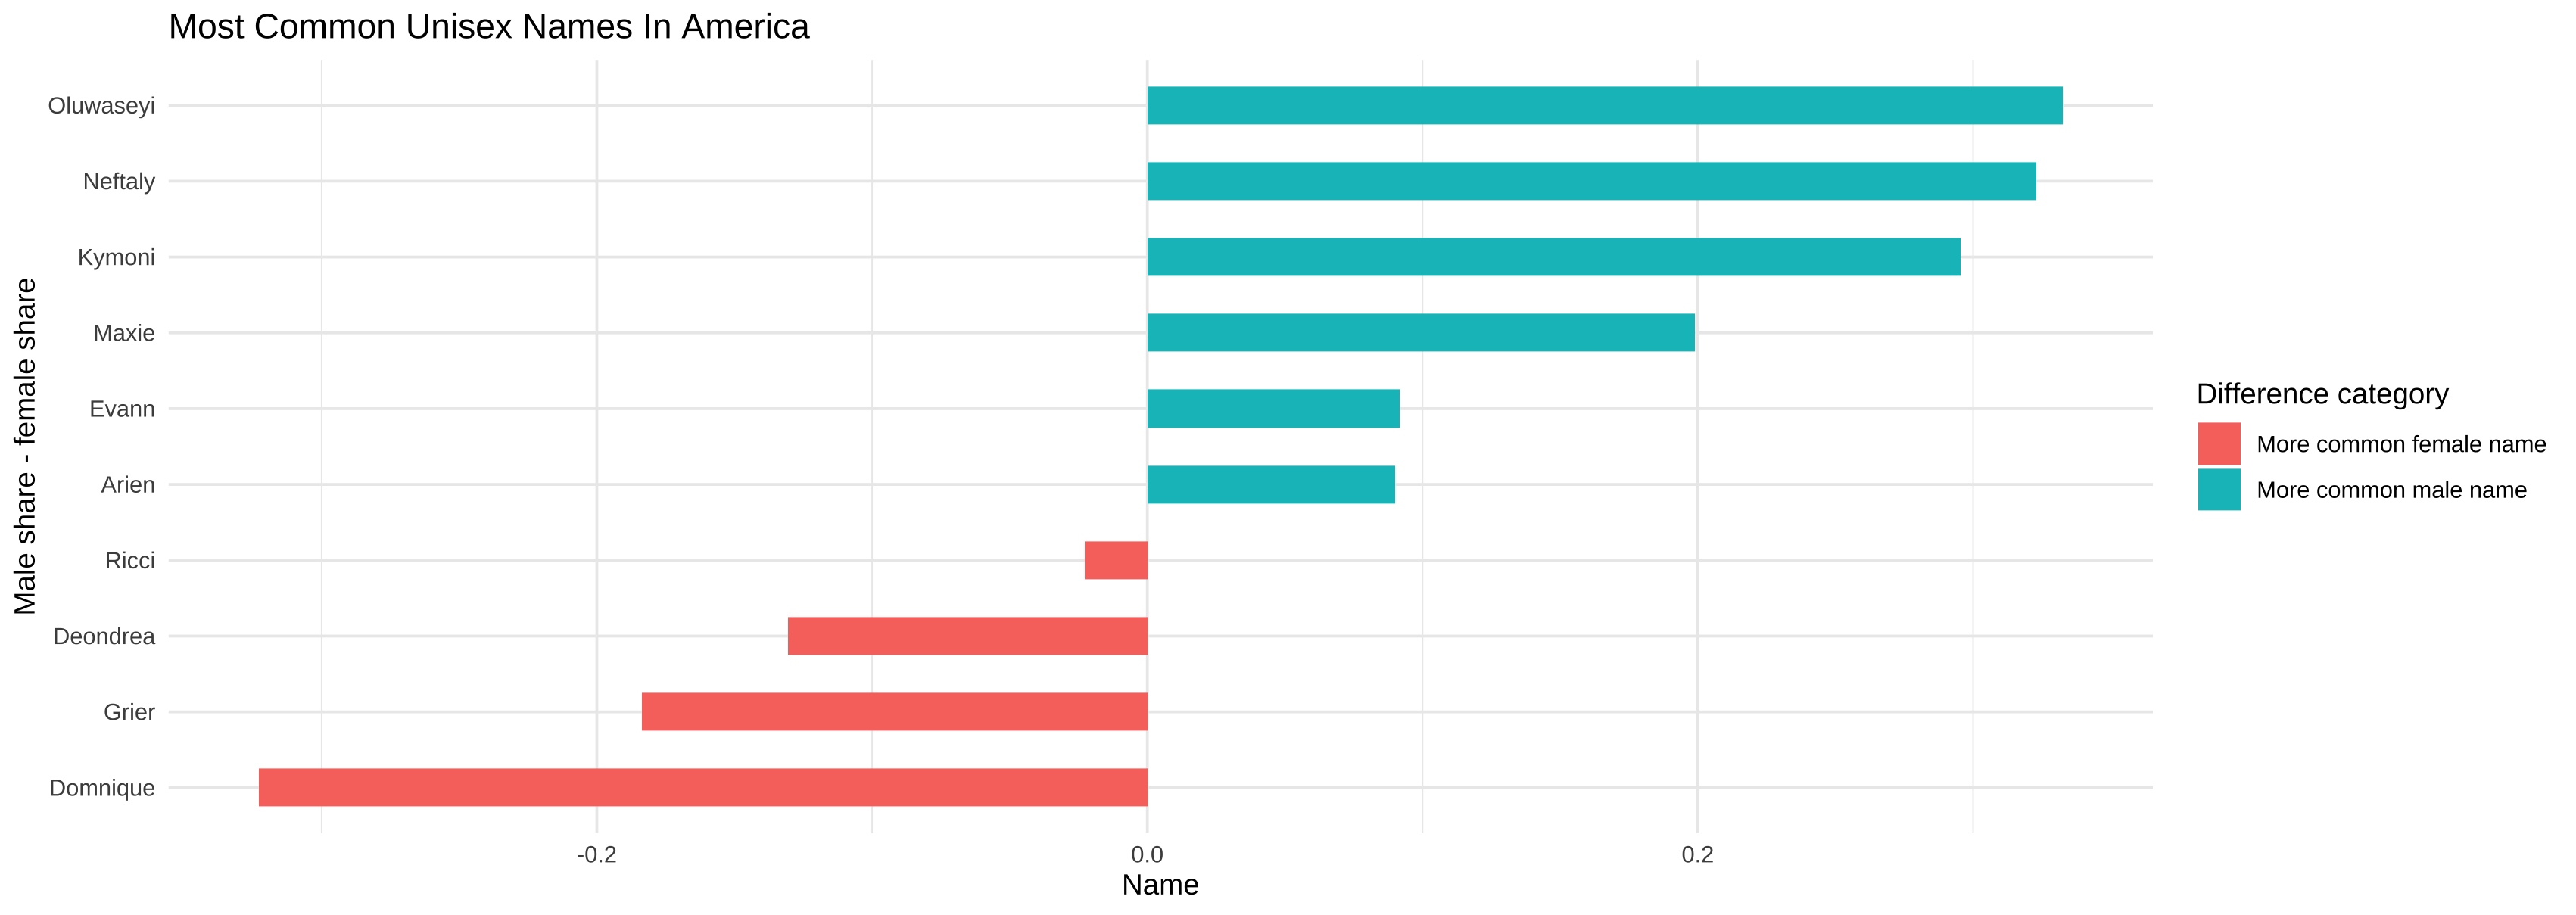 Most Common Unisex Names In America
Male share - female share
Oluwaseyi
Neftaly
Kymoni
Maxie
Evann
Arien
Ricci
Deondrea
Grier
Domnique
-0.2
0.0
0.2
Name
Difference category
More common female name
More common male name